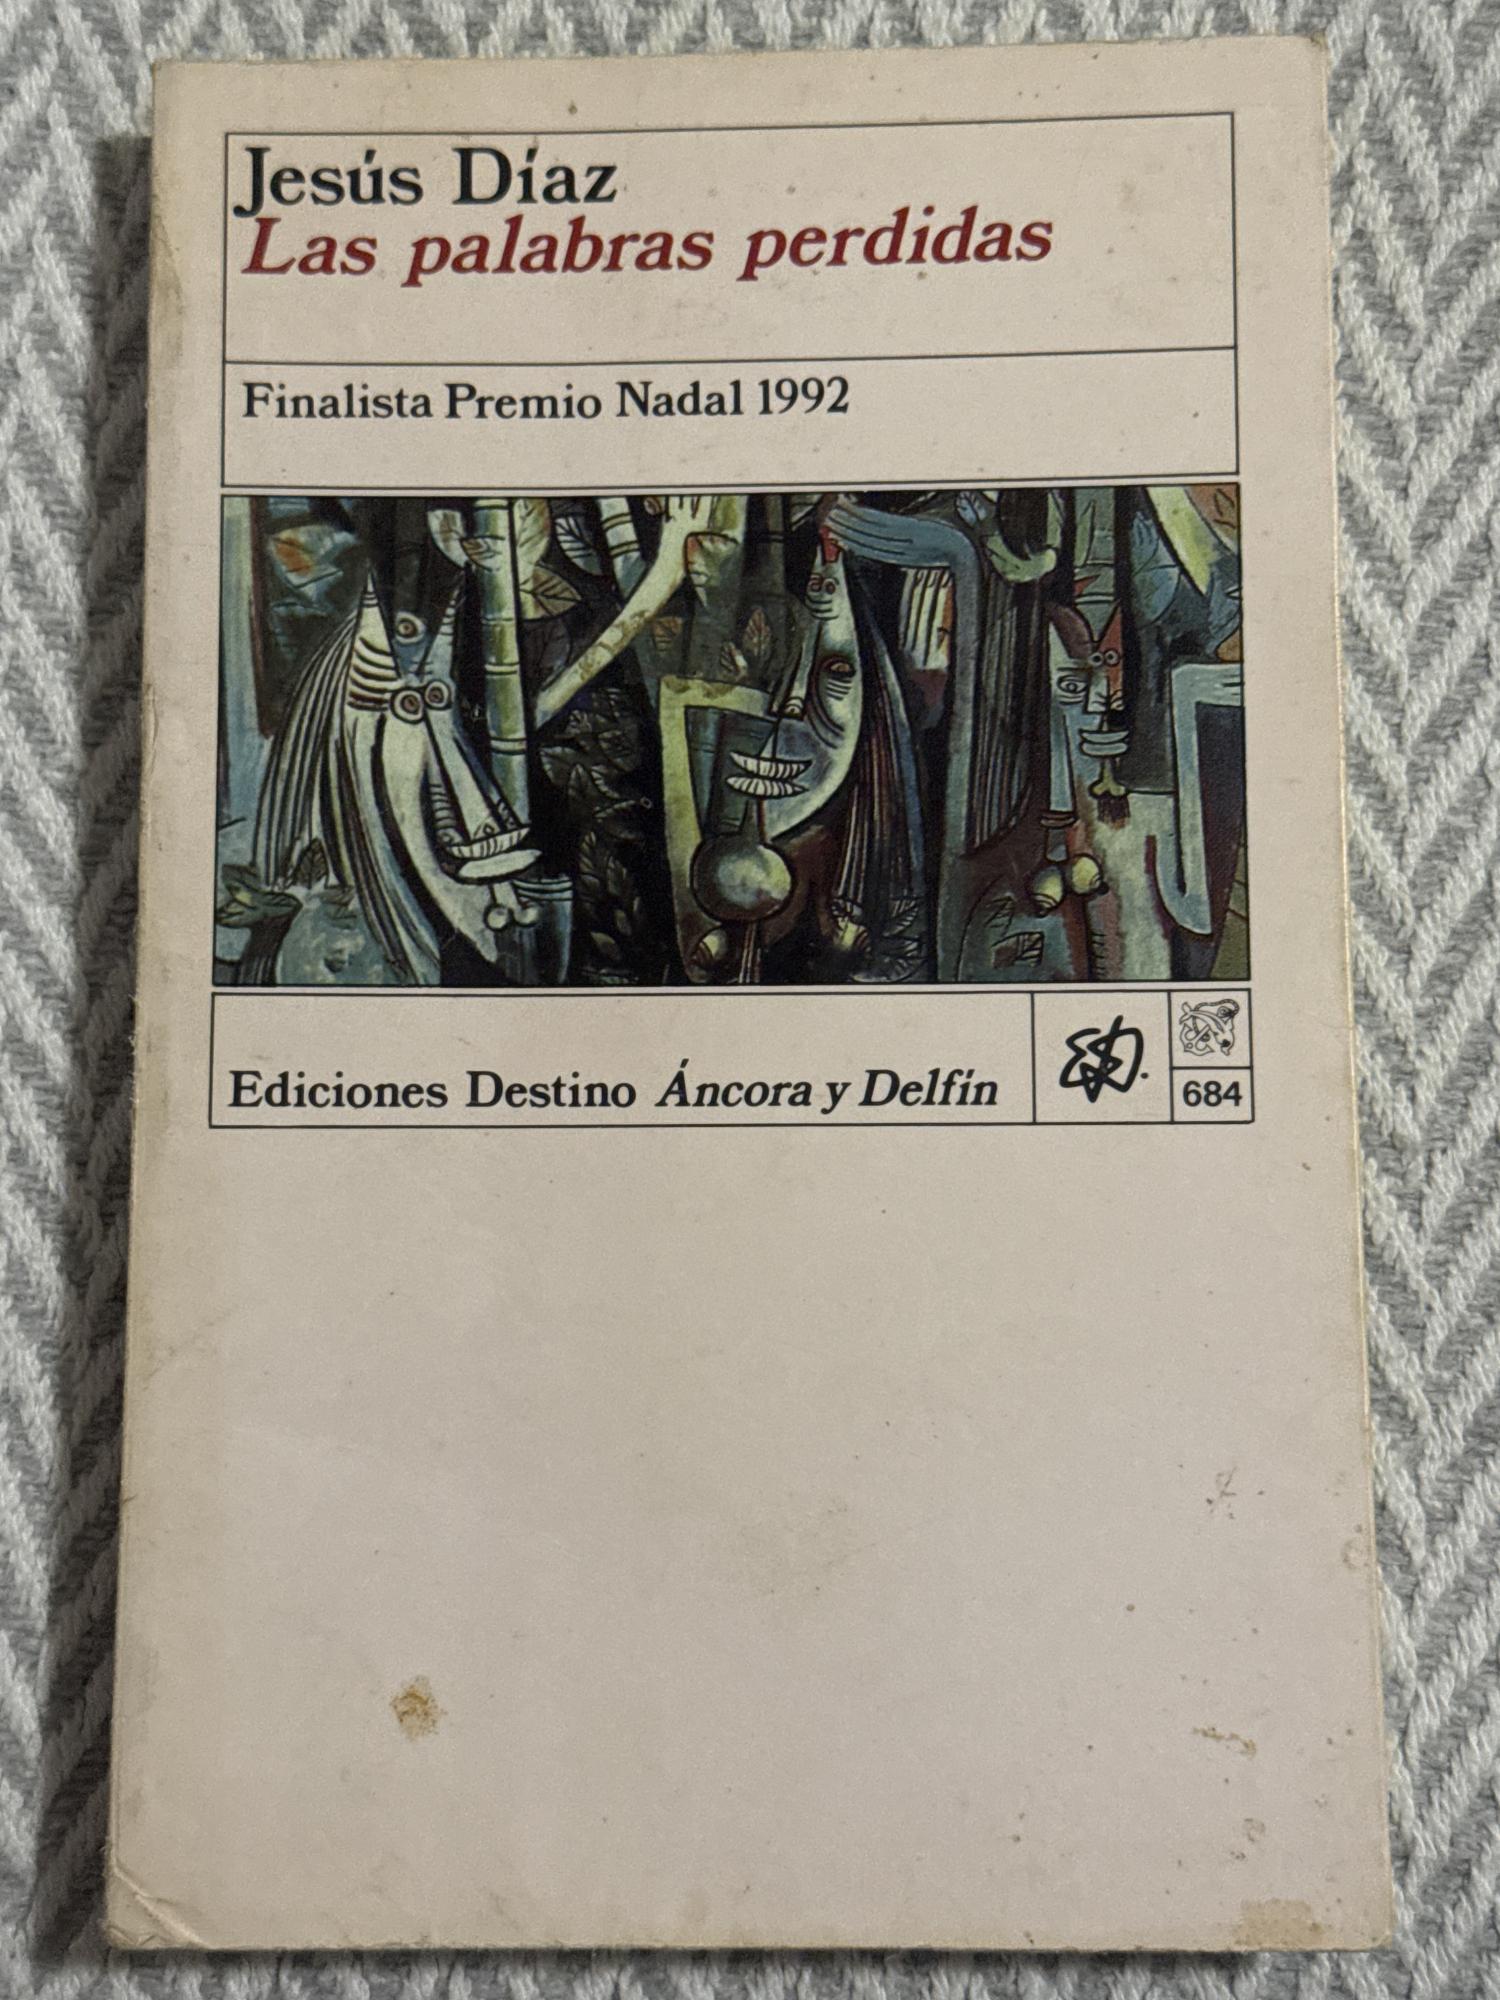 Jesús Díaz
Las palabras perdidas
Finalista Premio Nadal 1992
Ediciones Destino Áncora y Delfín
684